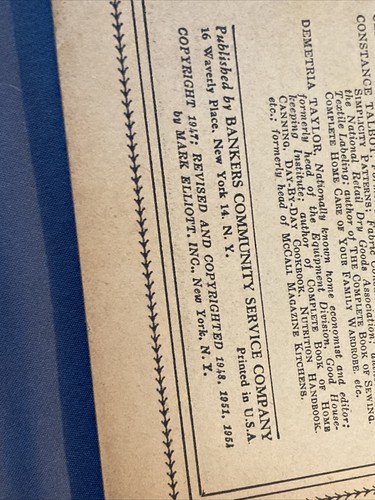 CONSTANCE TALBOT
SIMPLICITY PATTERNS; Fabric
the National Retail Dry Goods Association;
Textile Labeling; author of THE COMPLETE BOOK OF SEWING,
COMPLETE HOME CARE OF YOUR FAMILY WARDROBE, etc.
DEMETRIA TAYLOR, Nationally known home economist and editor;
formerly head of the Equipment Division, Good House-
keeping Institute; author of COMPLETE BOOK OF HOME
CANNING, DAY-BY-DAY COOKBOOK, NUTRITION HANDBOOK,
etc.; formerly head of MCCALL MAGAZINE KITCHENS.
Published by BANKERS COMMUNITY SERVICE COMPANY
16 Waverly Place, New York 14, N. Y. Printed in U.S.A.
COPYRIGHT 1947; REVISED AND COPYRIGHTED 1948, 1951, 1954
by MARK ELLIOTT, INC., New York, N. Y.